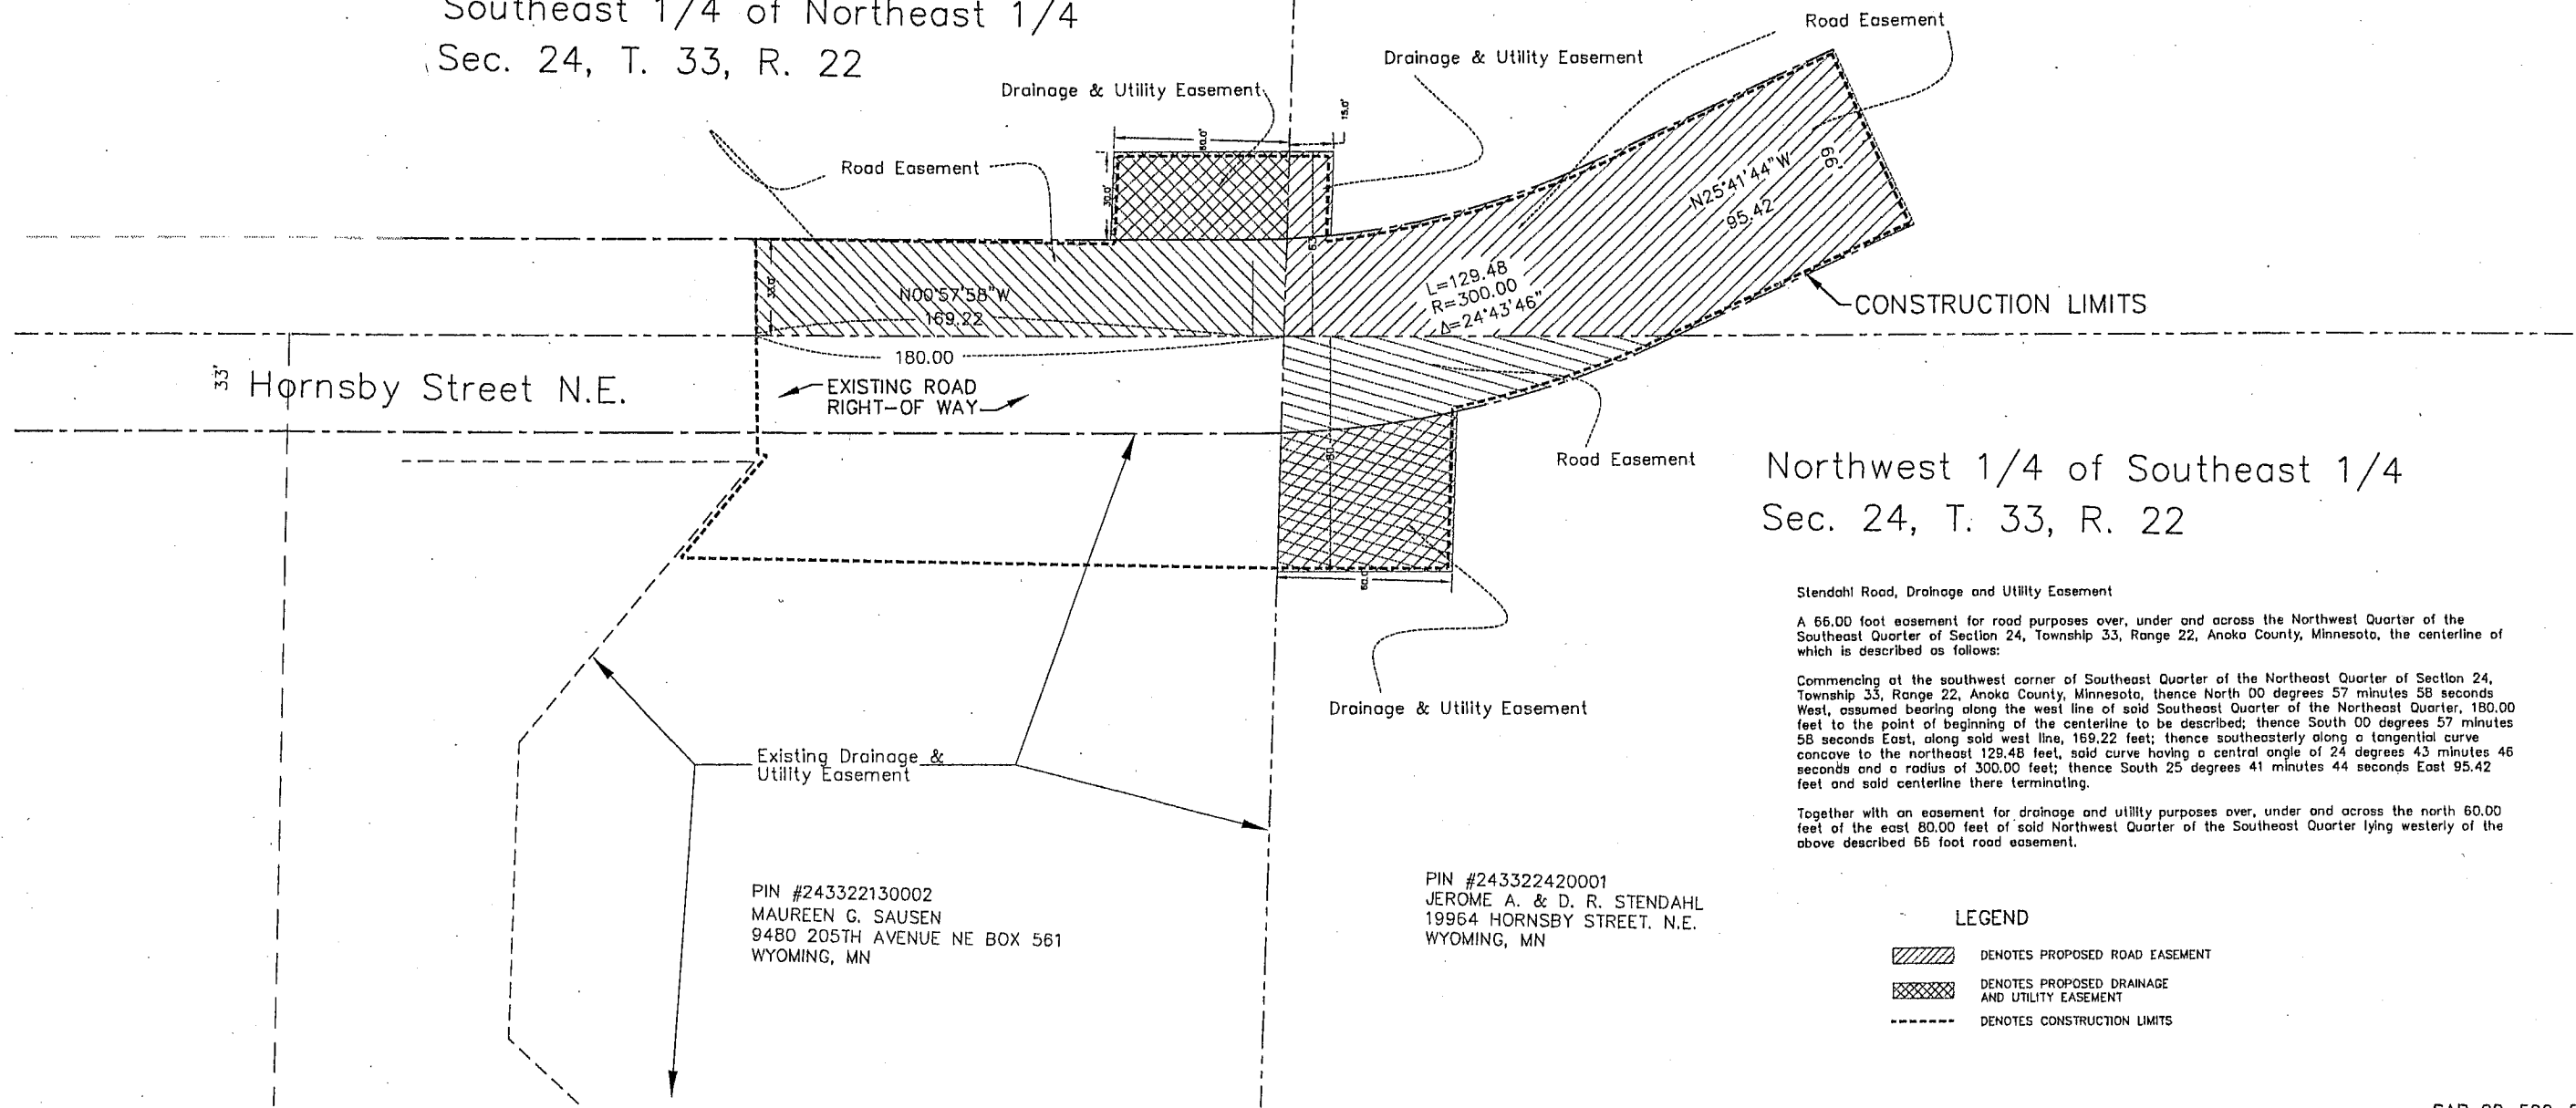 Southeast 1/4 of Northeast 1/4
Sec. 24, T. 33, R. 22
Road Easement
Drainage & Utility Easement
Drainage & Utility Easement
Road Easement
60.0'
15.0'
30.0'
33.0'
63
66'
N25°41'44"W
95.42
N00°57'58"W
169.22
180.00
L=129.48
R=300.00
Δ=24°43'46"
CONSTRUCTION LIMITS
33'
Hornsby Street N.E.
EXISTING ROAD
RIGHT-OF WAY
80.
60.0
Road Easement
Northwest 1/4 of Southeast 1/4
Sec. 24, T. 33, R. 22
Drainage & Utility Easement
Existing Drainage &
Utility Easement
Stendahl Road, Drainage and Utility Easement
A 66.00 foot easement for road purposes over, under and across the Northwest Quarter of the
Southeast Quarter of Section 24, Township 33, Range 22, Anoka County, Minnesota, the centerline of
which is described as follows:
Commencing at the southwest corner of Southeast Quarter of the Northeast Quarter of Section 24,
Township 33, Range 22, Anoka County, Minnesota, thence North 00 degrees 57 minutes 58 seconds
West, assumed bearing along the west line of said Southeast Quarter of the Northeast Quarter, 180.00
feet to the point of beginning of the centerline to be described; thence South 00 degrees 57 minutes
58 seconds East, along said west line, 169.22 feet; thence southeasterly along a tangential curve
concave to the northeast 129.48 feet, said curve having a central angle of 24 degrees 43 minutes 46
seconds and a radius of 300.00 feet; thence South 25 degrees 41 minutes 44 seconds East 95.42
feet and said centerline there terminating.
Together with an easement for drainage and utility purposes over, under and across the north 60.00
feet of the east 80.00 feet of said Northwest Quarter of the Southeast Quarter lying westerly of the
above described 66 foot road easement.
PIN #243322130002
MAUREEN G. SAUSEN
9480 205TH AVENUE NE BOX 561
WYOMING, MN
PIN #243322420001
JEROME A. & D. R. STENDAHL
19964 HORNSBY STREET. N.E.
WYOMING, MN
LEGEND
DENOTES PROPOSED ROAD EASEMENT
DENOTES PROPOSED DRAINAGE
AND UTILITY EASEMENT
DENOTES CONSTRUCTION LIMITS